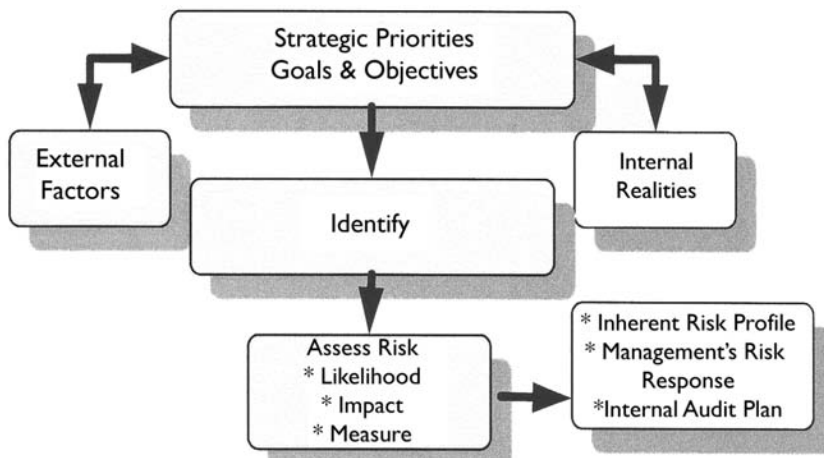 Strategic Priorities
Goals & Objectives
External
Factors
Internal
Realities
Identify
Assess Risk
* Likelihood
* Impact
* Measure
* Inherent Risk Profile
* Management's Risk
Response
*Internal Audit Plan